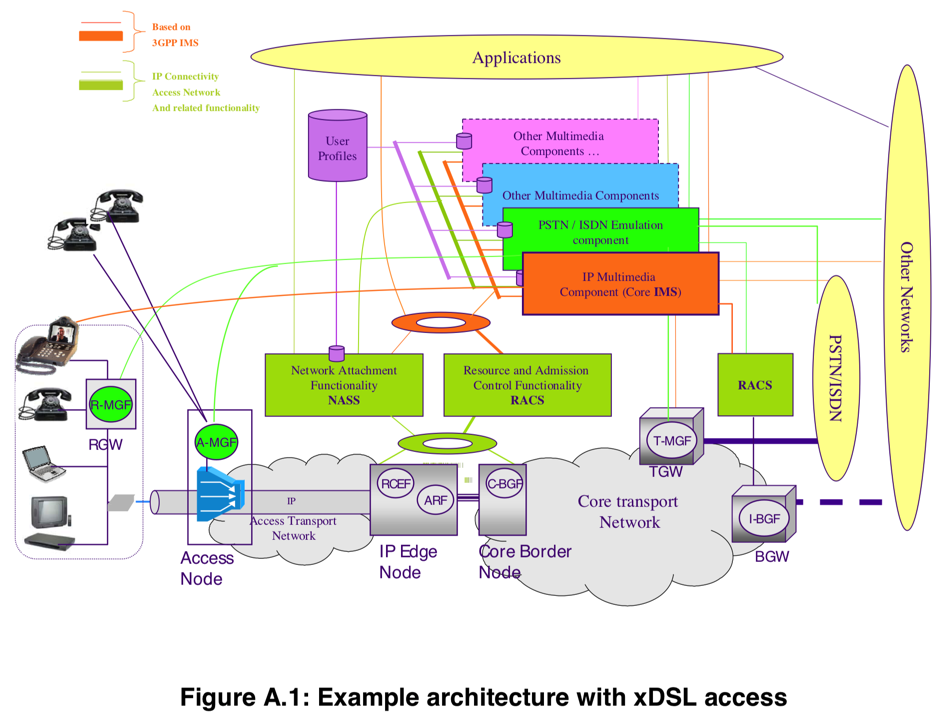 Based on
3GPP IMS
IP Connectivity
Access Network
And related functionality
Applications
User
Profiles
Other Multimedia
Components …
Other Multimedia Components
PSTN / ISDN Emulation
component
IP Multimedia
Component (Core IMS)
Other Networks
PSTN/ISDN
Network Attachment
Functionality
NASS
Resource and Admission
Control Functionality
RACS
RACS
R-MGF
RGW
A-MGF
T-MGF
TGW
RCEF
ARF
C-BGF
I-BGF
BGW
IP
Access Transport
Network
Core transport
Network
Access
Node
IP Edge
Node
Core Border
Node
Figure A.1: Example architecture with xDSL access